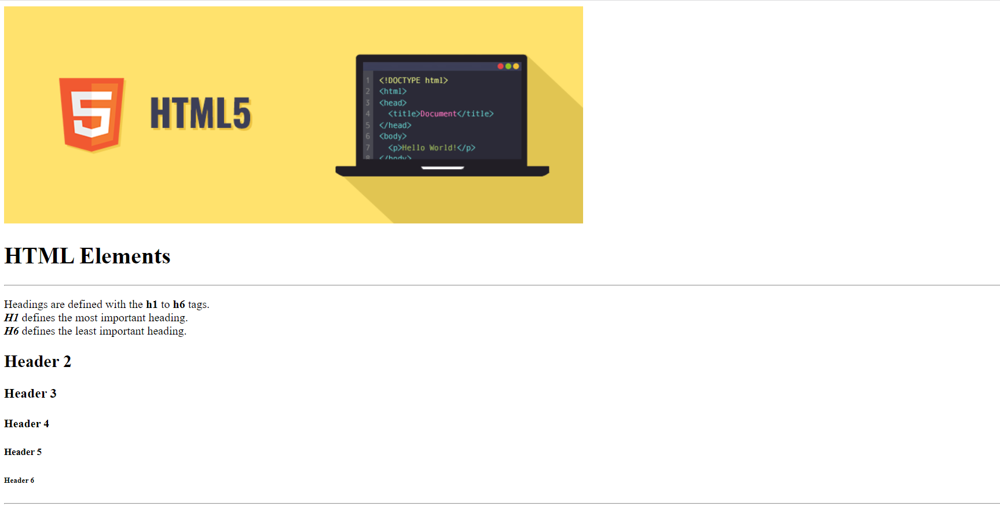 5
HTML5
1 <!DOCTYPE html>
2 <html>
3 <head>
4 <title>Document</title>
5 </head>
6 <body>
7 <p>Hello World!</p>
8 </body>
HTML Elements
Headings are defined with the h1 to h6 tags.
H1 defines the most important heading.
H6 defines the least important heading.
Header 2
Header 3
Header 4
Header 5
Header 6